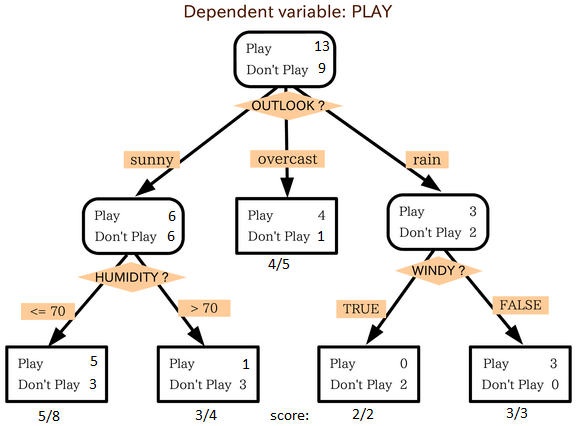 Dependent variable: PLAY
Play 13
Don't Play 9
OUTLOOK ?
sunny
overcast
rain
Play 6
Don't Play 6
Play 4
Don't Play 1
Play 3
Don't Play 2
4/5
HUMIDITY ?
WINDY ?
<= 70
> 70
TRUE
FALSE
Play 5
Don't Play 3
Play 1
Don't Play 3
Play 0
Don't Play 2
Play 3
Don't Play 0
5/8
3/4
score:
2/2
3/3